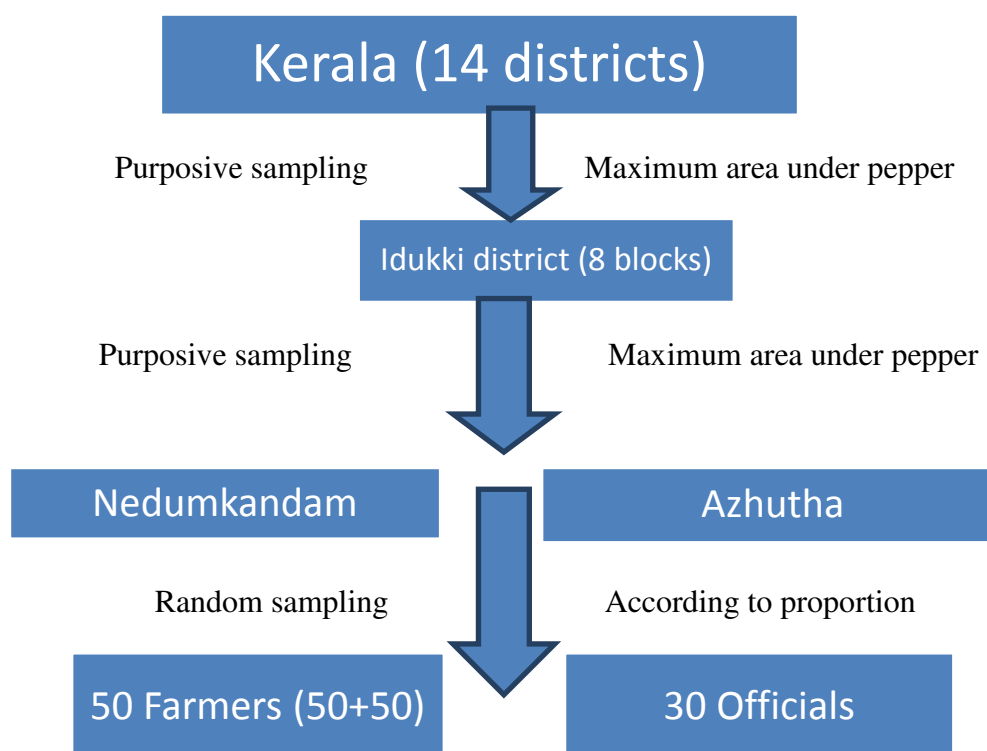 Kerala (14 districts)
Purposive sampling
Maximum area under pepper
Idukki district (8 blocks)
Purposive sampling
Maximum area under pepper
Nedumkandam
Azhutha
Random sampling
According to proportion
50 Farmers (50+50)
30 Officials